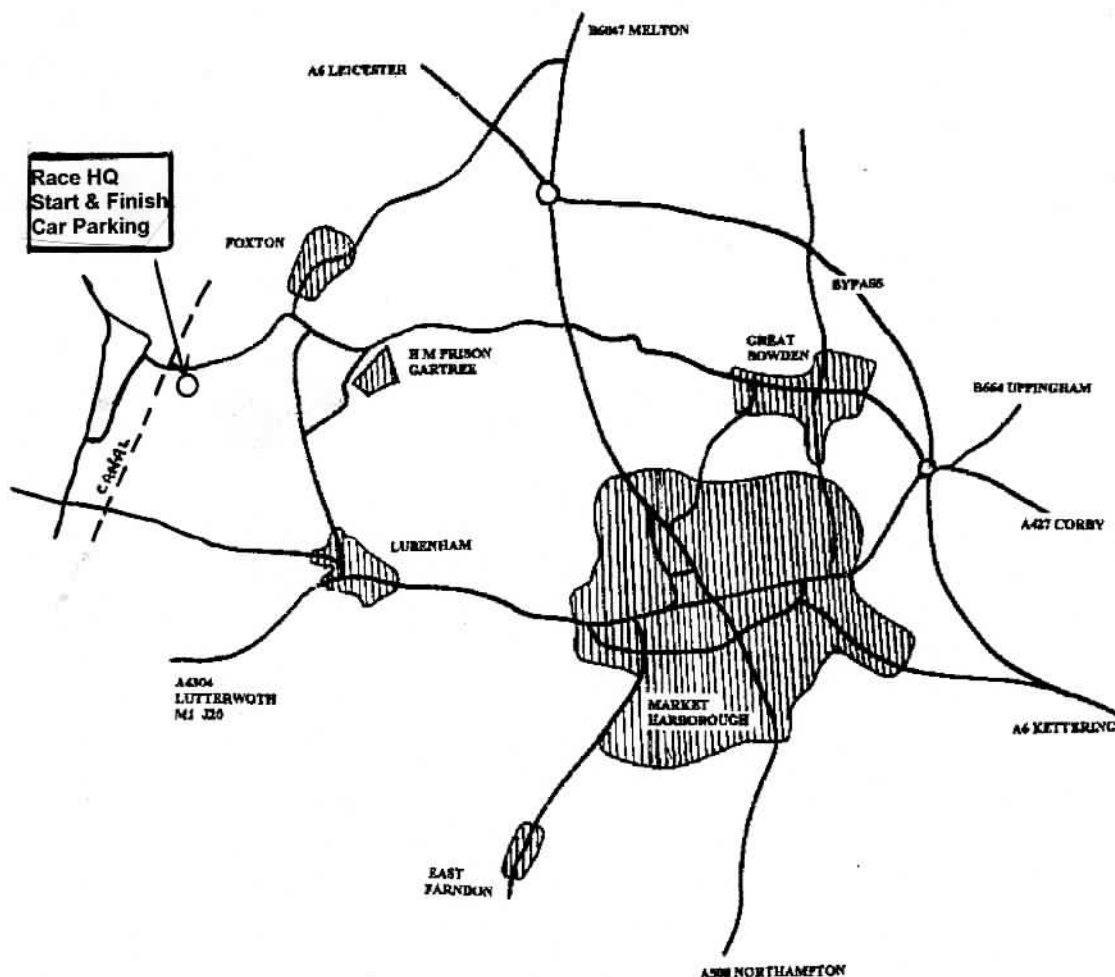 B6047 MELTON
A6 LEICESTER
Race HQ
Start & Finish
Car Parking
FOXTON
BYPASS
H M PRISON
GARTREE
GREAT
BOWDEN
B664 UPPINGHAM
CANAL
A427 CORBY
LUBENHAM
A4304
LUTTERWOTH
M1 J20
MARKET
HARBOROUGH
A6 KETTERING
EAST
FARNDON
A508 NORTHAMPTON